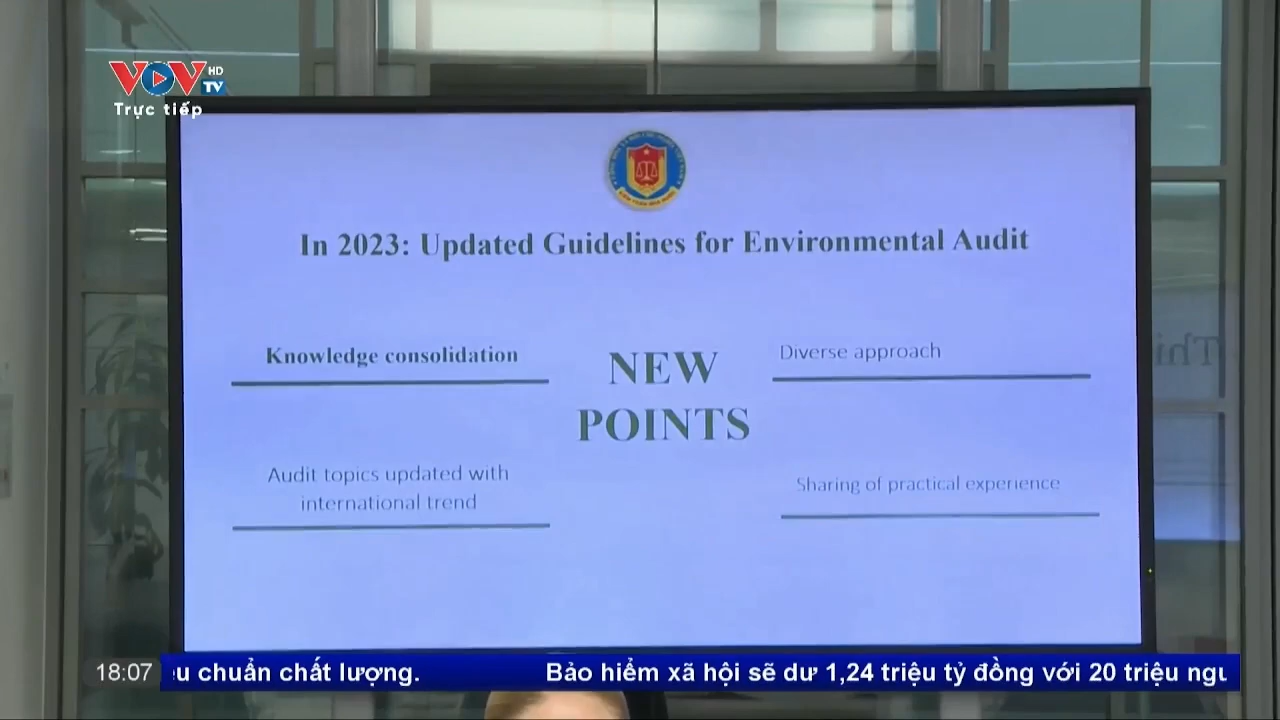 VOV HD
TV
Trực tiếp
In 2023: Updated Guidelines for Environmental Audit
Knowledge consolidation
NEW
POINTS
Diverse approach
Audit topics updated with
international trend
Sharing of practical experience
18:07
chuẩn chất lượng.
Bảo hiểm xã hội sẽ dư 1,24 triệu tỷ đồng với 20 triệu